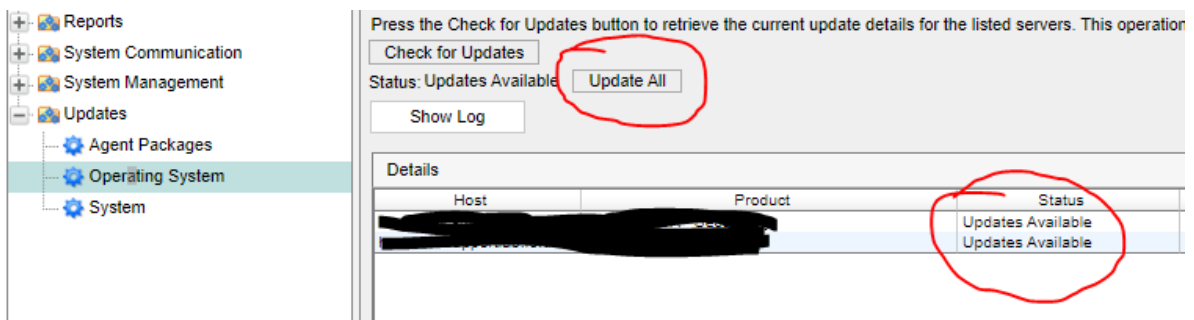 Reports
System Communication
System Management
Updates
Agent Packages
Operating System
System
Press the Check for Updates button to retrieve the current update details for the listed servers. This operation
Check for Updates
Status: Updates Available Update All
Show Log
Details
Host Product Status
Updates Available
Updates Available